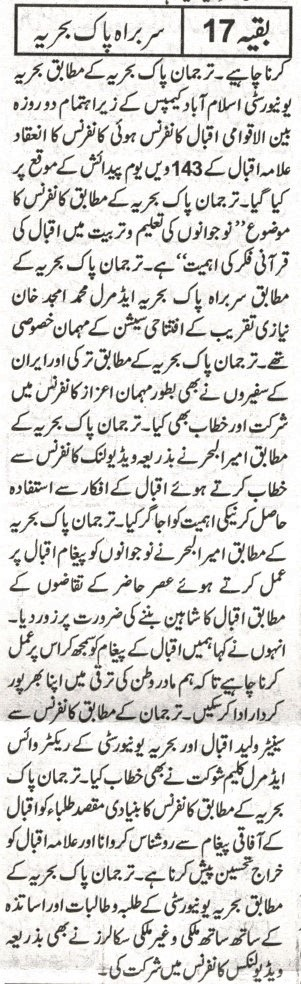 بقیہ 17 سربراہ پاک بحریہ
کرنا چاہیے۔ ترجمان پاک بحریہ کے مطابق بحریہ
یونیورسٹی اسلام آباد کیمپس کے زیر اہتمام دو روزہ
بین الاقوامی اقبال کانفرنس ہوئی کانفرنس کا انعقاد
علامہ اقبال کے 143 ویں یوم پیدائش کے موقع پر
کیا گیا۔ ترجمان پاک بحریہ کے مطابق کانفرنس کا
موضوع ’’نوجوانوں کی تعلیم و تربیت میں اقبال کی
قرآنی فکر کی اہمیت‘‘ ہے۔ ترجمان پاک بحریہ کے
مطابق سربراہ پاک بحریہ ایڈمرل محمد امجد خان
نیازی تقریب کے افتتاحی سیشن کے مہمان خصوصی
تھے۔ ترجمان پاک بحریہ کے مطابق ترکی اور ایران
کے سفیروں نے بھی بطور مہمان اعزاز کانفرنس میں
شرکت اور خطاب بھی کیا۔ ترجمان پاک بحریہ کے
مطابق امیر البحر نے بذریعہ ویڈیو لنک کانفرنس سے
خطاب کرتے ہوئے اقبال کے افکار سے استفادہ
حاصل کرنیکی اہمیت کو اجاگر کیا۔ ترجمان پاک بحریہ
کے مطابق امیر البحر نے نوجوانوں کو پیغام اقبال پر
عمل کرتے ہوئے عصر حاضر کے تقاضوں کے
مطابق اقبال کا شاہین بننے کی ضرورت پر زور دیا۔
انہوں نے کہا ہمیں اقبال کے پیغام کو سمجھ کر اس پر عمل
کرنا چاہیے تاکہ ہم مادر وطن کی ترقی میں اپنا بھرپور
کردار ادا کرسکیں۔ ترجمان کے مطابق کانفرنس سے
سینیٹر ولید اقبال اور بحریہ یونیورسٹی کے ریکٹر وائس
ایڈمرل کلیم شوکت نے بھی خطاب کیا۔ ترجمان پاک
بحریہ کے مطابق کانفرنس کا بنیادی مقصد طلباء کو اقبال
کے آفاقی پیغام سے روشناس کروانا اور علامہ اقبال کو
خراج تحسین پیش کرنا ہے۔ ترجمان پاک بحریہ کے
مطابق بحریہ یونیورسٹی کے طلبہ و طالبات اور اساتذہ
کے ساتھ ساتھ ملکی و غیر ملکی سکالرز نے بھی بذریعہ
ویڈیو لنکس کانفرنس میں شرکت کی۔